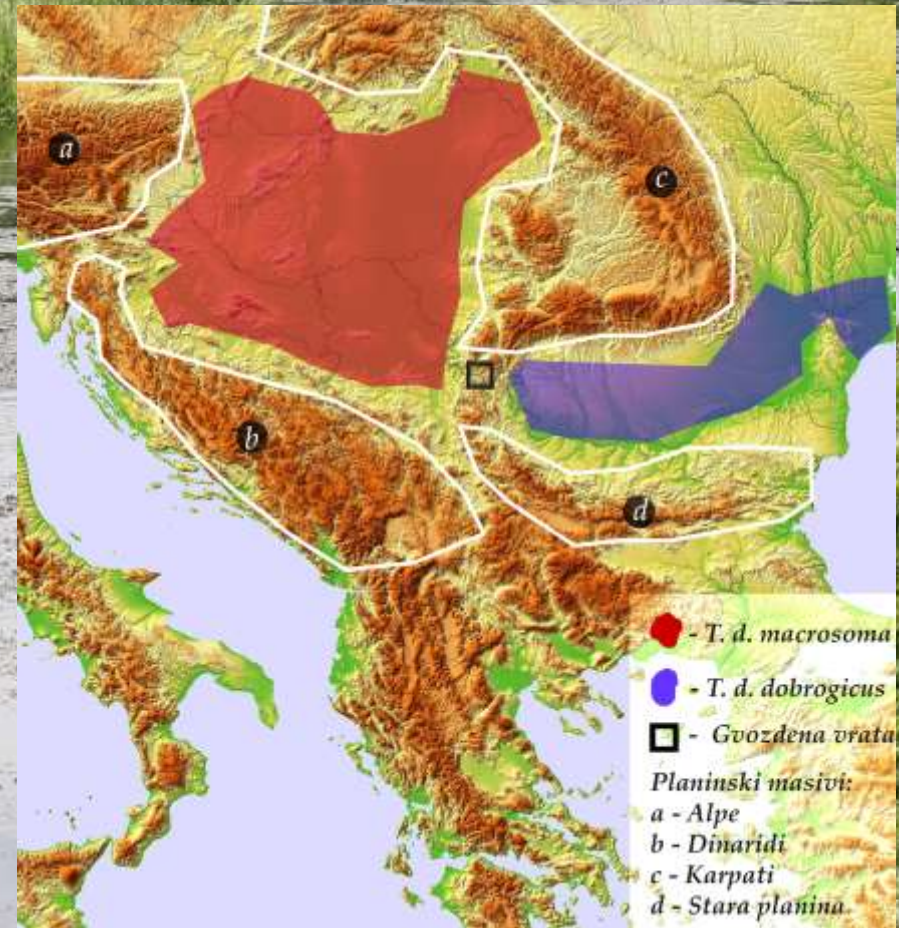 a
c
b
d
- T. d. macrosoma
- T. d. dobrogicus
- Gvozdena vrata
Planinski masivi:
a - Alpe
b - Dinaridi
c - Karpati
d - Stara planina